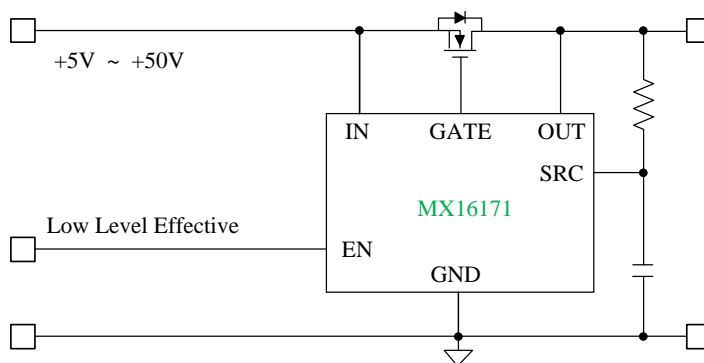 +5V ~ +50V
IN GATE OUT
SRC
MX16171
Low Level Effective
EN
GND